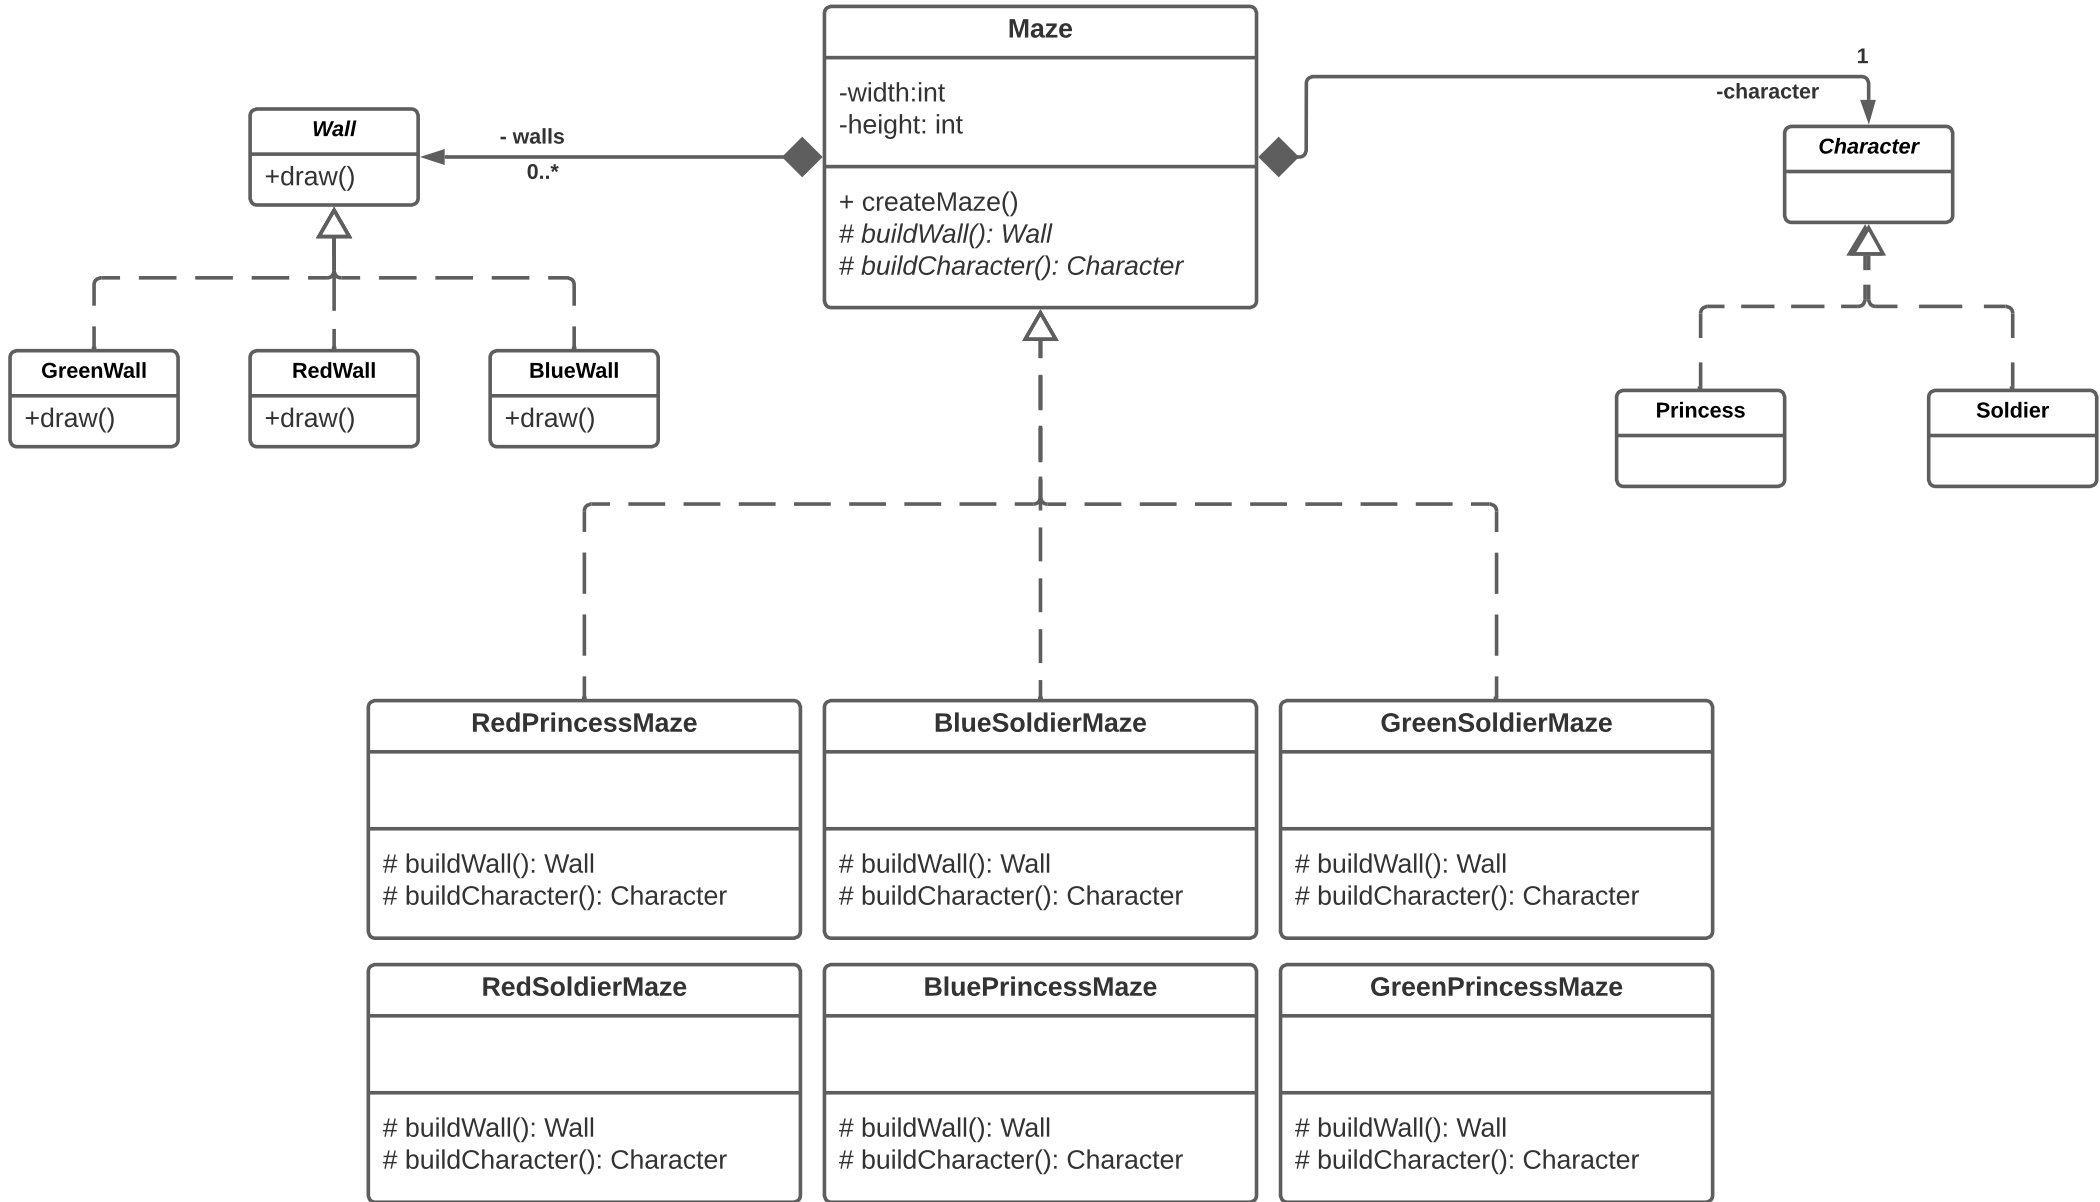 Maze
-width:int
-height: int
+ createMaze()
# buildWall(): Wall
# buildCharacter(): Character
- walls
0..*
1
-character
Wall
+draw()
Character
GreenWall
+draw()
RedWall
+draw()
BlueWall
+draw()
Princess
Soldier
RedPrincessMaze
# buildWall(): Wall
# buildCharacter(): Character
BlueSoldierMaze
# buildWall(): Wall
# buildCharacter(): Character
GreenSoldierMaze
# buildWall(): Wall
# buildCharacter(): Character
RedSoldierMaze
# buildWall(): Wall
# buildCharacter(): Character
BluePrincessMaze
# buildWall(): Wall
# buildCharacter(): Character
GreenPrincessMaze
# buildWall(): Wall
# buildCharacter(): Character